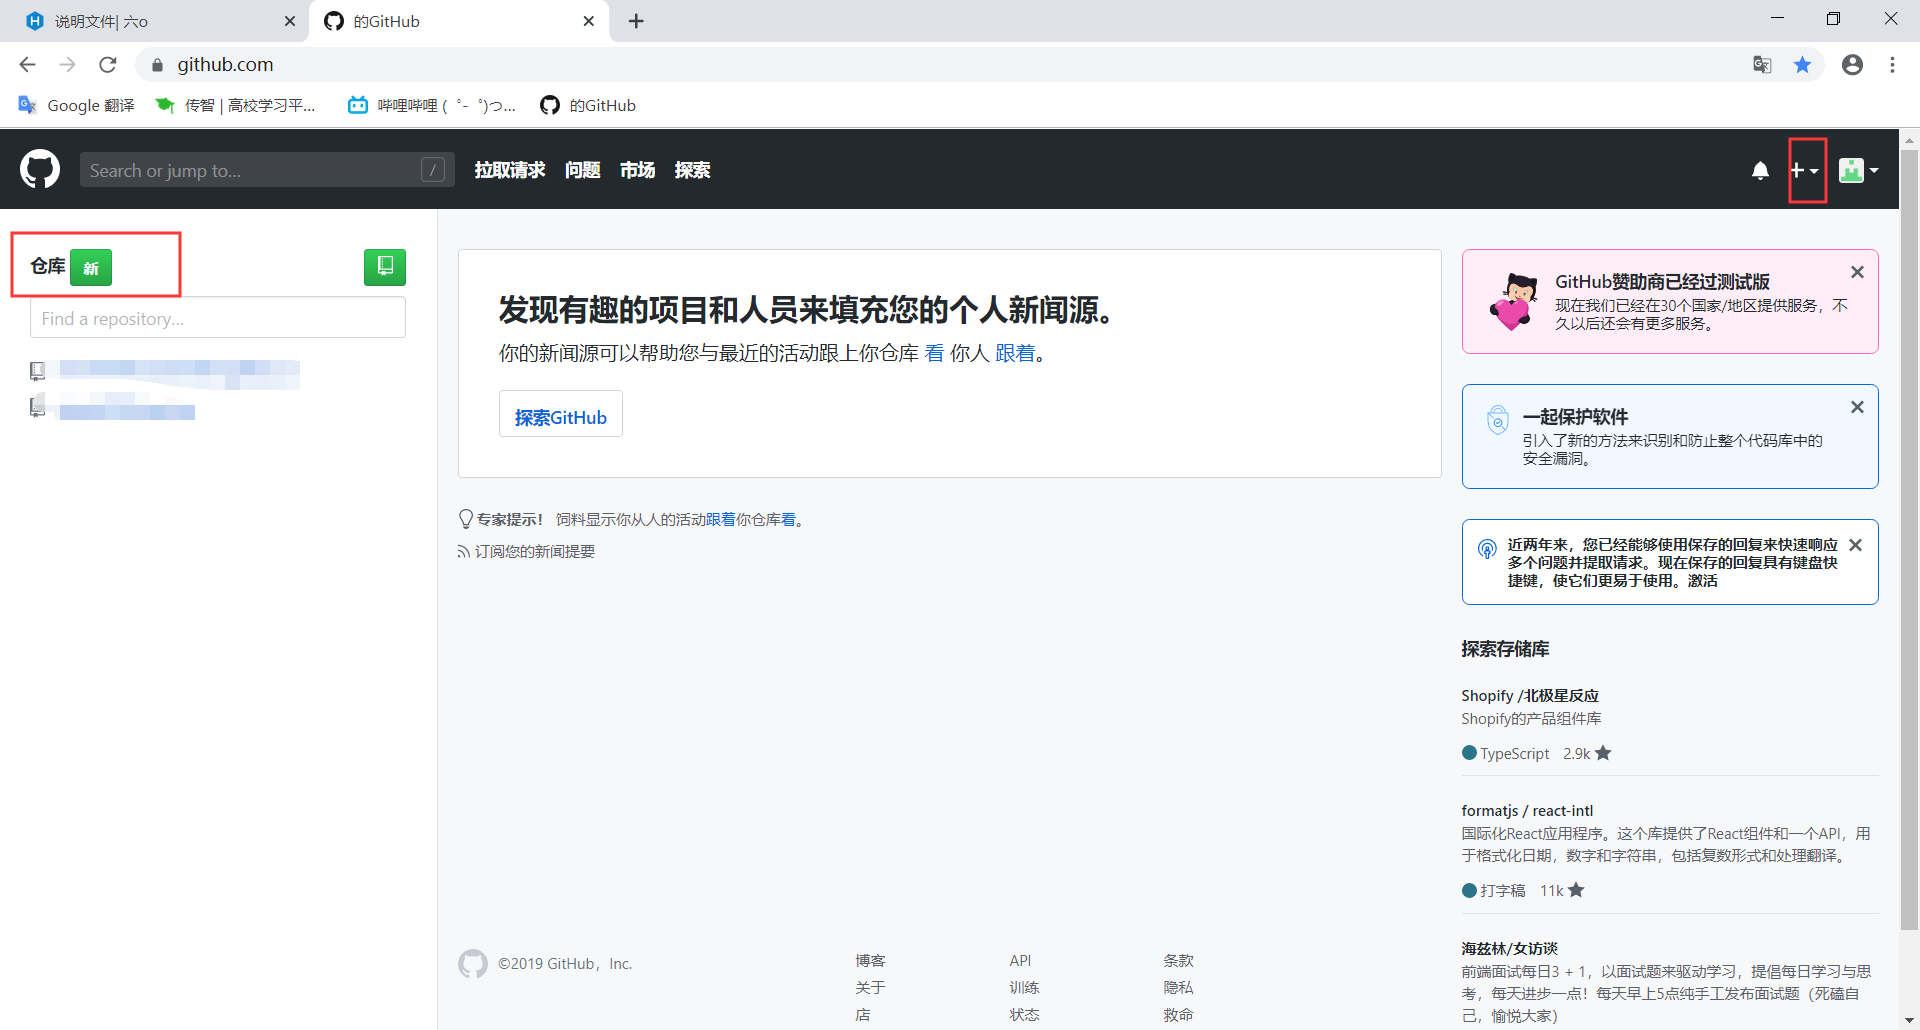 说明文件| 六o
的GitHub
github.com
Google 翻译
传智 | 高校学习平...
哔哩哔哩 ( ゜- ゜)つ...
的GitHub
Search or jump to...
/
拉取请求
问题
市场
探索
仓库
新
Find a repository...
发现有趣的项目和人员来填充您的个人新闻源。
你的新闻源可以帮助您与最近的活动跟上你仓库 看 你人 跟着。
探索GitHub
专家提示！ 饲料显示你从人的活动跟着你仓库看。
订阅您的新闻提要
GitHub赞助商已经过测试版
现在我们已经在30个国家/地区提供服务，不
久以后还会有更多服务。
一起保护软件
引入了新的方法来识别和防止整个代码库中的
安全漏洞。
近两年来，您已经能够使用保存的回复来快速响应
多个问题并提取请求。现在保存的回复具有键盘快
捷键，使它们更易于使用。激活
探索存储库
Shopify /北极星反应
Shopify的产品组件库
TypeScript 2.9k
formatjs / react-intl
国际化React应用程序。这个库提供了React组件和一个API，用
于格式化日期，数字和字符串，包括复数形式和处理翻译。
打字稿 11k
海兹林/女访谈
前端面试每日3 + 1，以面试题来驱动学习，提倡每日学习与思
考，每天进步一点！每天早上5点纯手工发布面试题（死磕自
己，愉悦大家）
©2019 GitHub，Inc.
博客
关于
店
API
训练
状态
条款
隐私
救命